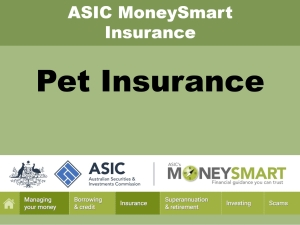 ASIC MoneySmart
Insurance
Pet Insurance
ASIC
Australian Securities &
Investments Commission
ASIC's
MONEYSMART
Financial guidance you can trust
Managing
your money
Borrowing
& credit
Insurance
Superannuation
& retirement
Investing
Scams